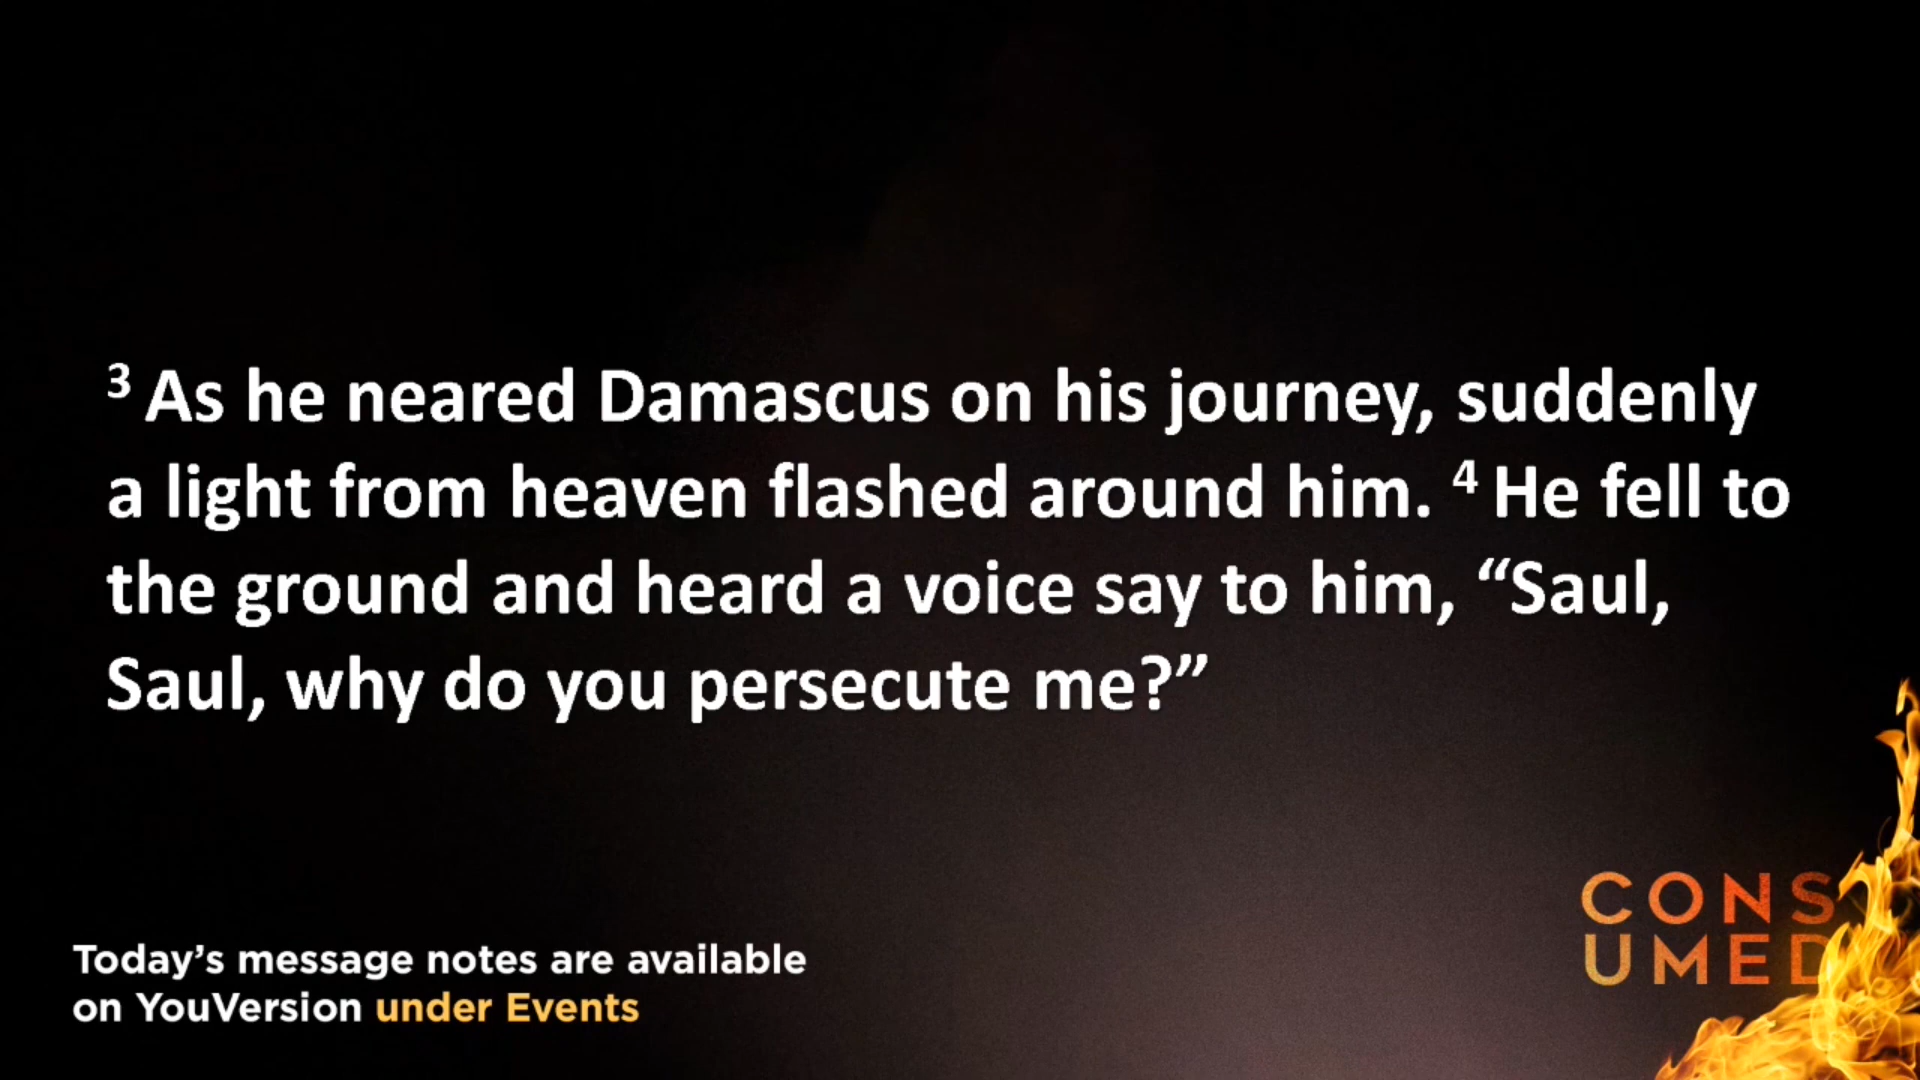 3 As he neared Damascus on his journey, suddenly
a light from heaven flashed around him. 4 He fell to
the ground and heard a voice say to him, “Saul,
Saul, why do you persecute me?”
CONS
UMED
Today’s message notes are available
on YouVersion under Events